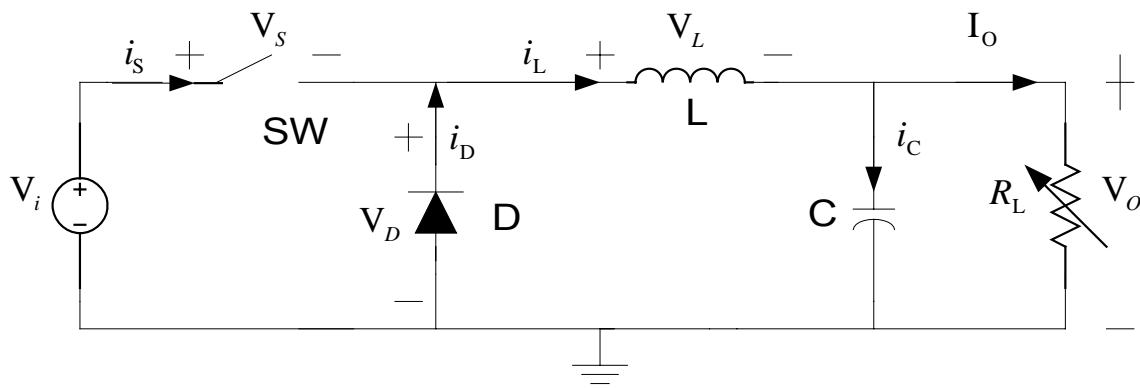 V_S
i_S + − i_L + V_L − I_O
SW L +
+ i_D i_C
V_i + − V_D D C R_L V_O
− −